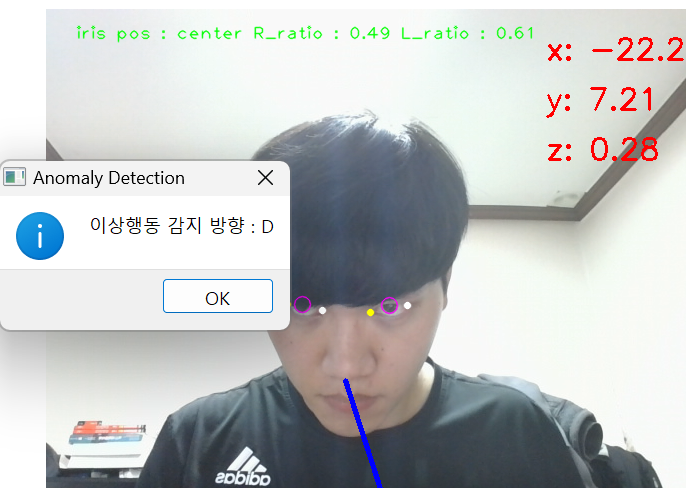 iris pos : center R_ratio : 0.49 L_ratio : 0.61
x: -22.2
y: 7.21
z: 0.28
Anomaly Detection
이상행동 감지 방향 : D
OK
adidas